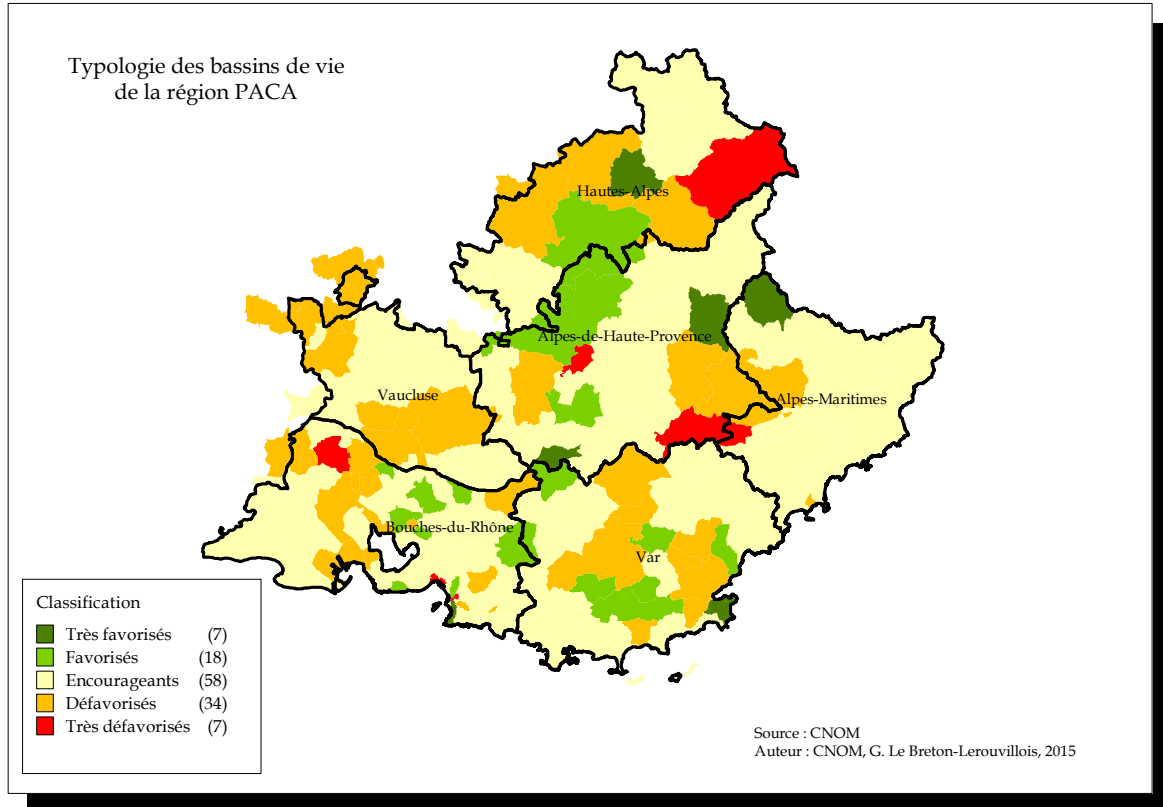 Typologie des bassins de vie
de la région PACA
Hautes-Alpes
Alpes-de-Haute-Provence
Vaucluse
Alpes-Maritimes
Bouches-du-Rhône
Var
Classification
Très favorisés (7)
Favorisés (18)
Encourageants (58)
Défavorisés (34)
Très défavorisés (7)
Source : CNOM
Auteur : CNOM, G. Le Breton-Lerouvillois, 2015